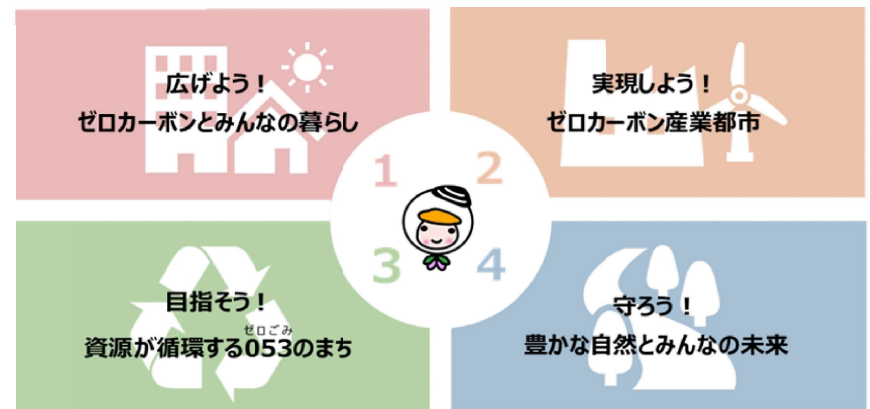 広げよう！
ゼロカーボンとみんなの暮らし
実現しよう！
ゼロカーボン産業都市
1
2
3
4
目指そう！
ゼロごみ
資源が循環する053のまち
守ろう！
豊かな自然とみんなの未来